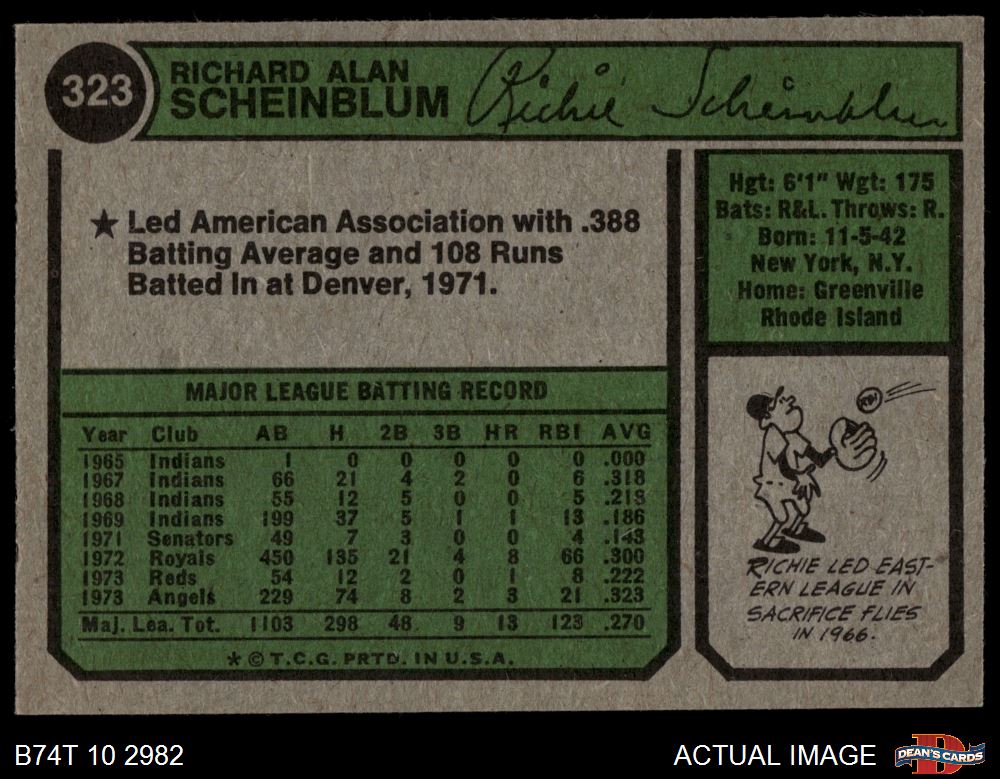 323
RICHARD ALAN
SCHEINBLUM
Richie Scheinblum
★ Led American Association with .388
Batting Average and 108 Runs
Batted In at Denver, 1971.
Hgt: 6'1" Wgt: 175
Bats: R&L. Throws: R.
Born: 11-5-42
New York, N.Y.
Home: Greenville
Rhode Island
MAJOR LEAGUE BATTING RECORD
Year Club AB H 2B 3B HR RBI AVG
1965 Indians 1 0 0 0 0 0 .000
1967 Indians 66 21 4 2 0 6 .318
1968 Indians 55 12 5 0 0 5 .218
1969 Indians 199 37 5 1 1 13 .186
1971 Senators 49 7 3 0 0 4 .143
1972 Royals 450 135 21 4 8 66 .300
1973 Reds 54 12 2 0 1 8 .222
1973 Angels 229 74 8 2 3 21 .323
Maj. Lea. Tot. 1103 298 48 9 13 123 .270
* © T.C.G. PRTD. IN U.S.A.
RBI
RICHIE LED EAST-
ERN LEAGUE IN
SACRIFICE FLIES
IN 1966.
B74T 10 2982
ACTUAL IMAGE
DEAN'S CARDS